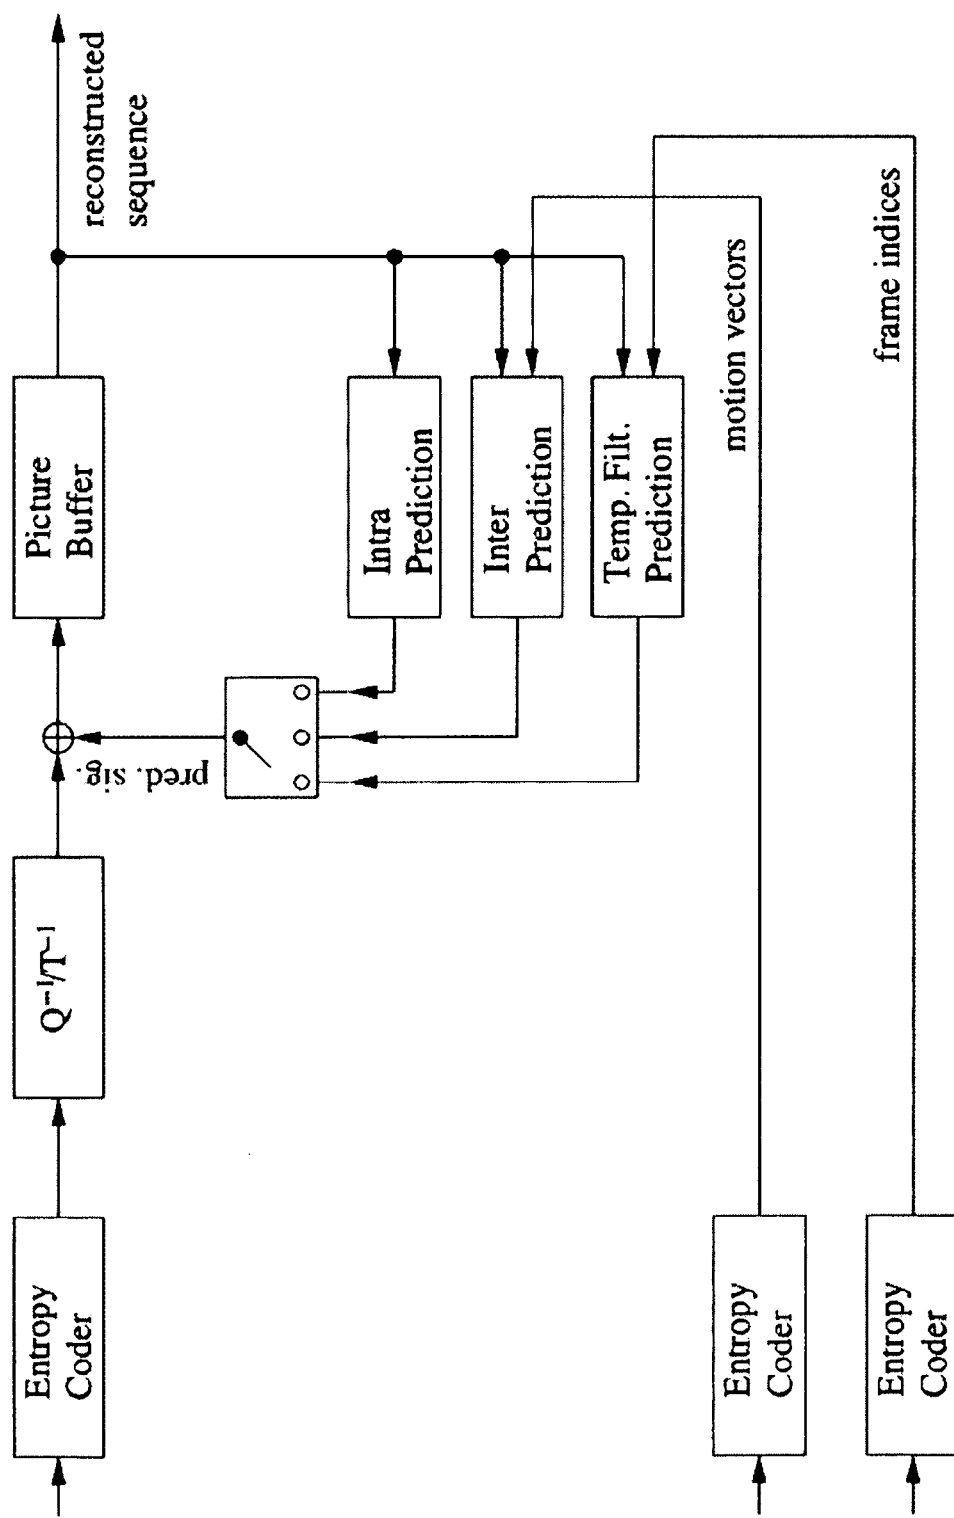 Entropy
Coder
Q⁻¹/T⁻¹
pred. sig.
Picture
Buffer
reconstructed
sequence
Intra
Prediction
Inter
Prediction
Temp. Filt.
Prediction
Entropy
Coder
motion vectors
Entropy
Coder
frame indices